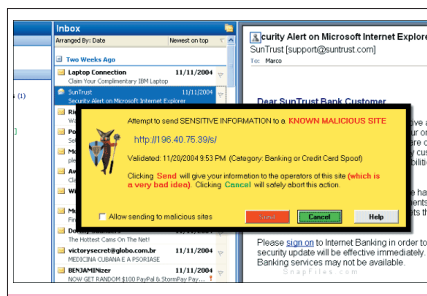 Inbox
Arranged By: Date Newest on top
Two Weeks Ago
Laptop Connection 11/11/2004
Claim Your Complimentary IBM Laptop
SunTrust 11/11/2004
Security Alert on Microsoft Internet Explorer
curity Alert on Microsoft Internet Explore
SunTrust [support@suntrust.com]
To: Marco
Dear SunTrust Bank Customer
Attempt to send SENSITIVE INFORMATION to a KNOWN MALICIOUS SITE
http://196.40.75.39/s/
Validated: 11/20/2004 9:53 PM (Category: Banking or Credit Card Spoof)
Clicking Send will give your information to the operators of this site (which is
a very bad idea). Clicking Cancel will safely abort this action.
Allow sending to malicious sites
Send Cancel Help
The Hottest Cams On The Net!
victorysecret@globo.com.br 11/11/2004
MEDICINA CUBANA E A PSORIASE
BENJAMINizer 11/11/2004
NOW GET RANDOM $100 PayPal & StormPay Pay...
Please sign on to Internet Banking in order to
security update will be effective immediately.
Banking services may not be available.
SnapFiles.com